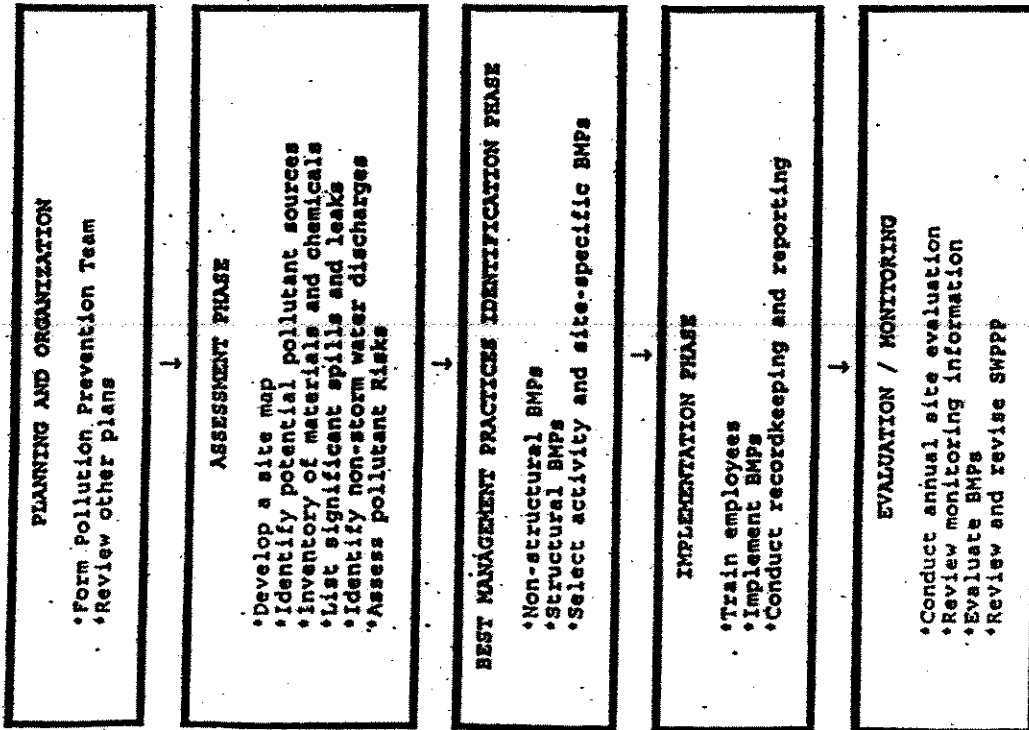 PLANNING AND ORGANIZATION
*Form Pollution Prevention Team
*Review other plans
↓
ASSESSMENT PHASE
*Develop a site map
*Identify potential pollutant sources
*Inventory of materials and chemicals
*List significant spills and leaks
*Identify non-storm water discharges
*Assess pollutant Risks
↓
BEST MANAGEMENT PRACTICES IDENTIFICATION PHASE
*Non-structural BMPs
*Structural BMPs
*Select activity and site-specific BMPs
↓
IMPLEMENTATION PHASE
*Train employes
*Implement BMPs
*Conduct recordkeeping and reporting
↓
EVALUATION / MONITORING
*Conduct annual site evaluation
*Review monitoring information
*Evaluate BMPs
*Review and revise SWPPP